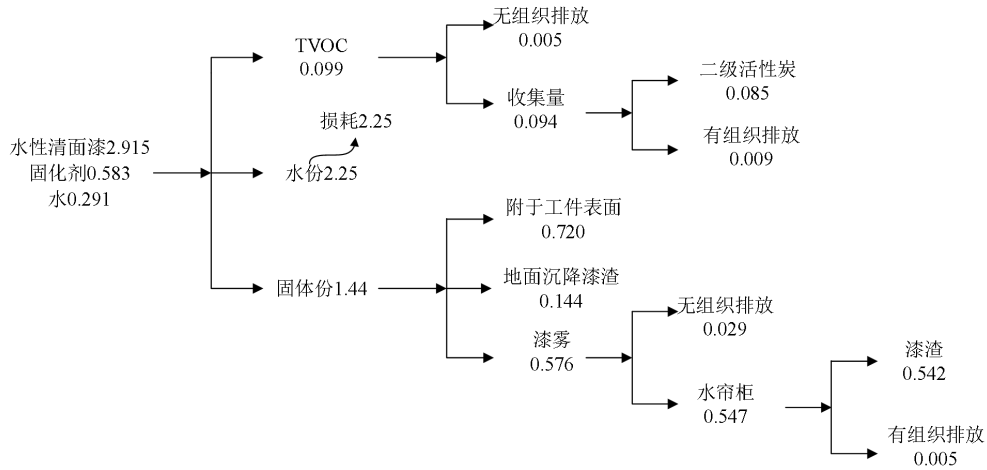 水性清面漆2.915
固化剂0.583
水0.291
TVOC
0.099
无组织排放
0.005
收集量
0.094
二级活性炭
0.085
有组织排放
0.009
损耗2.25
水份2.25
固体份1.44
附于工件表面
0.720
地面沉降漆渣
0.144
漆雾
0.576
无组织排放
0.029
水帘柜
0.547
漆渣
0.542
有组织排放
0.005